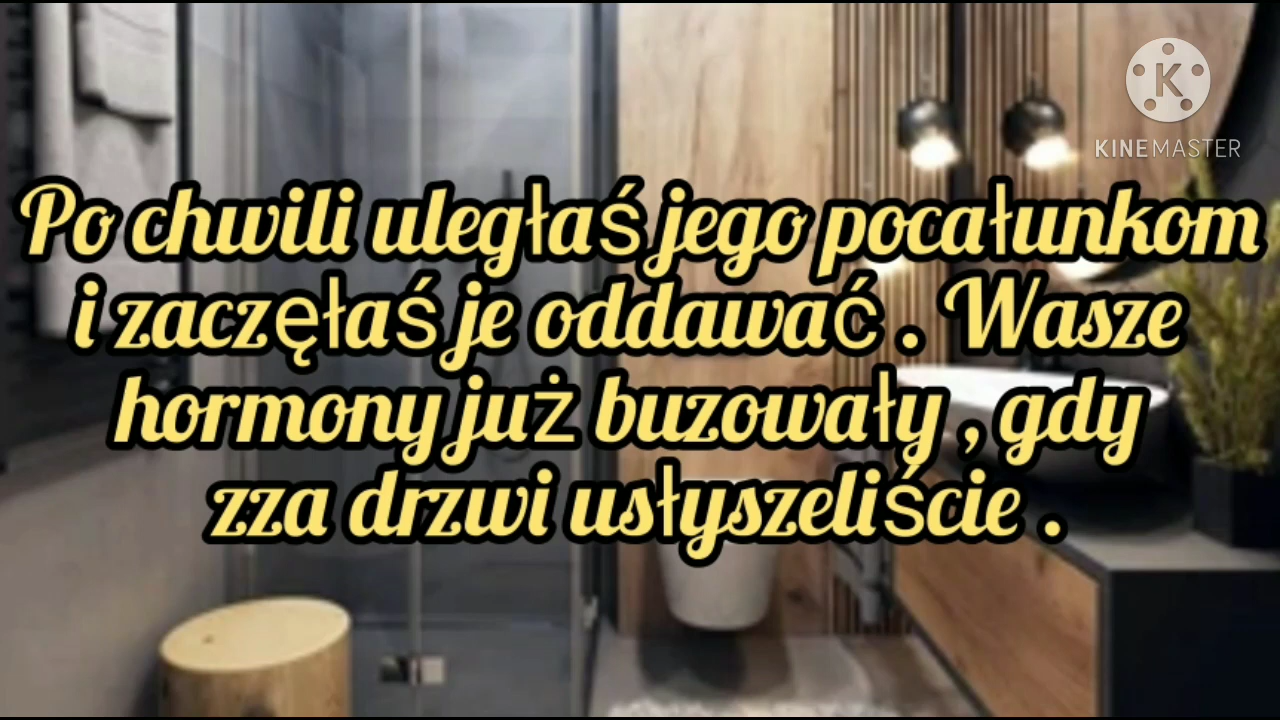 KINEMASTER
Po chwili uległaś jego pocałunkom
i zaczęłaś je oddawać . Wasze
hormony już buzowały , gdy
zza drzwi usłyszeliście .